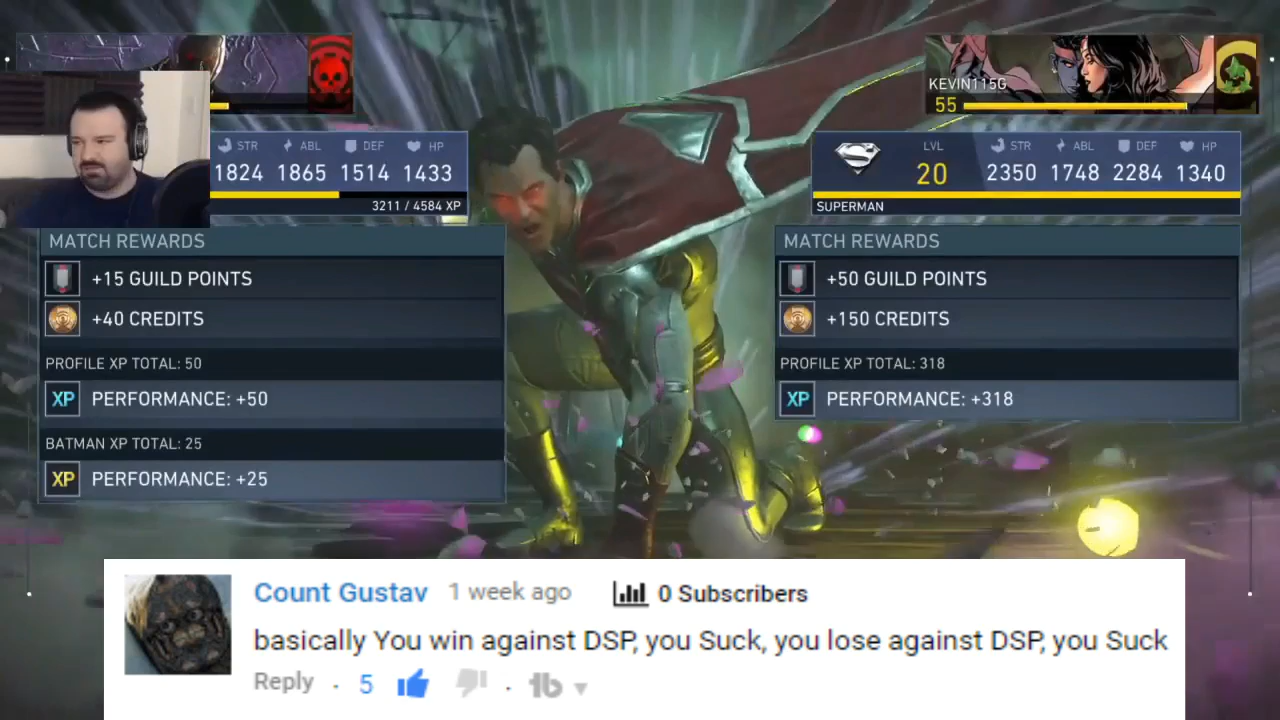 KEVIN115G
55
STR ABL DEF HP
1824 1865 1514 1433
3211 / 4584 XP
LVL STR ABL DEF HP
20 2350 1748 2284 1340
SUPERMAN
MATCH REWARDS
+15 GUILD POINTS
+40 CREDITS
PROFILE XP TOTAL: 50
XP PERFORMANCE: +50
BATMAN XP TOTAL: 25
XP PERFORMANCE: +25
MATCH REWARDS
+50 GUILD POINTS
+150 CREDITS
PROFILE XP TOTAL: 318
XP PERFORMANCE: +318
Count Gustav 1 week ago 0 Subscribers
basically You win against DSP, you Suck, you lose against DSP, you Suck
Reply · 5 · tb